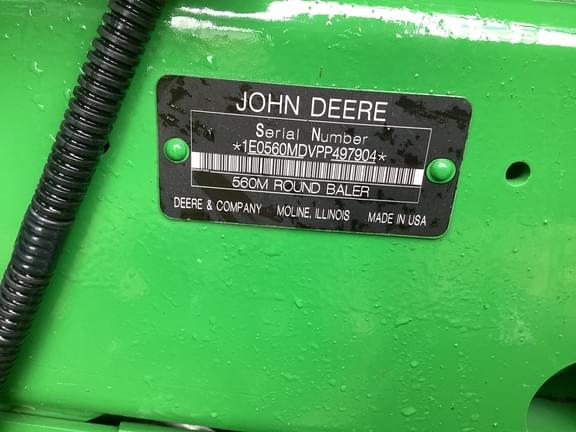 JOHN DEERE
Serial Number
*1E0560MDVPP497904*
560M ROUND BALER
DEERE & COMPANY MOLINE, ILLINOIS MADE IN USA